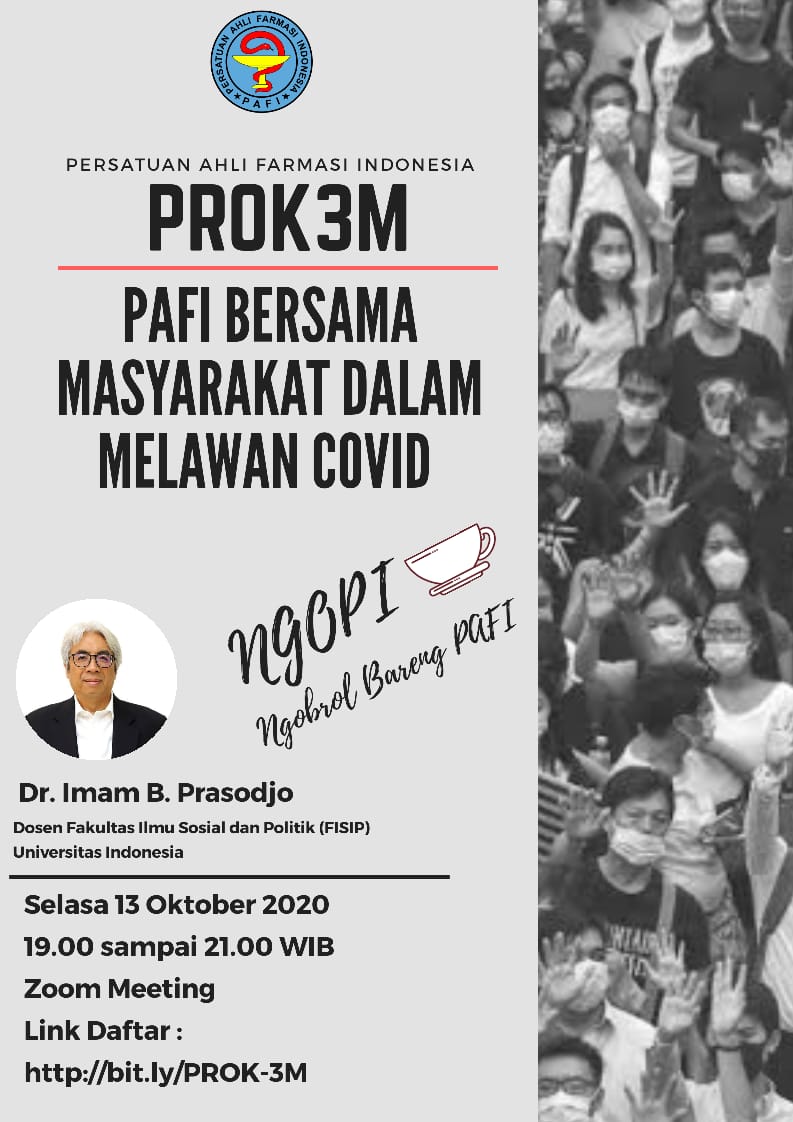 PERSATUAN AHLI FARMASI INDONESIA
★ PAFI ★
PERSATUAN AHLI FARMASI INDONESIA
PROK3M
PAFI BERSAMA
MASYARAKAT DALAM
MELAWAN COVID
NGOPI
Ngobrol Bareng PAFI
Dr. Imam B. Prasodjo
Dosen Fakultas Ilmu Sosial dan Politik (FISIP)
Universitas Indonesia
Selasa 13 Oktober 2020
19.00 sampai 21.00 WIB
Zoom Meeting
Link Daftar :
http://bit.ly/PROK-3M